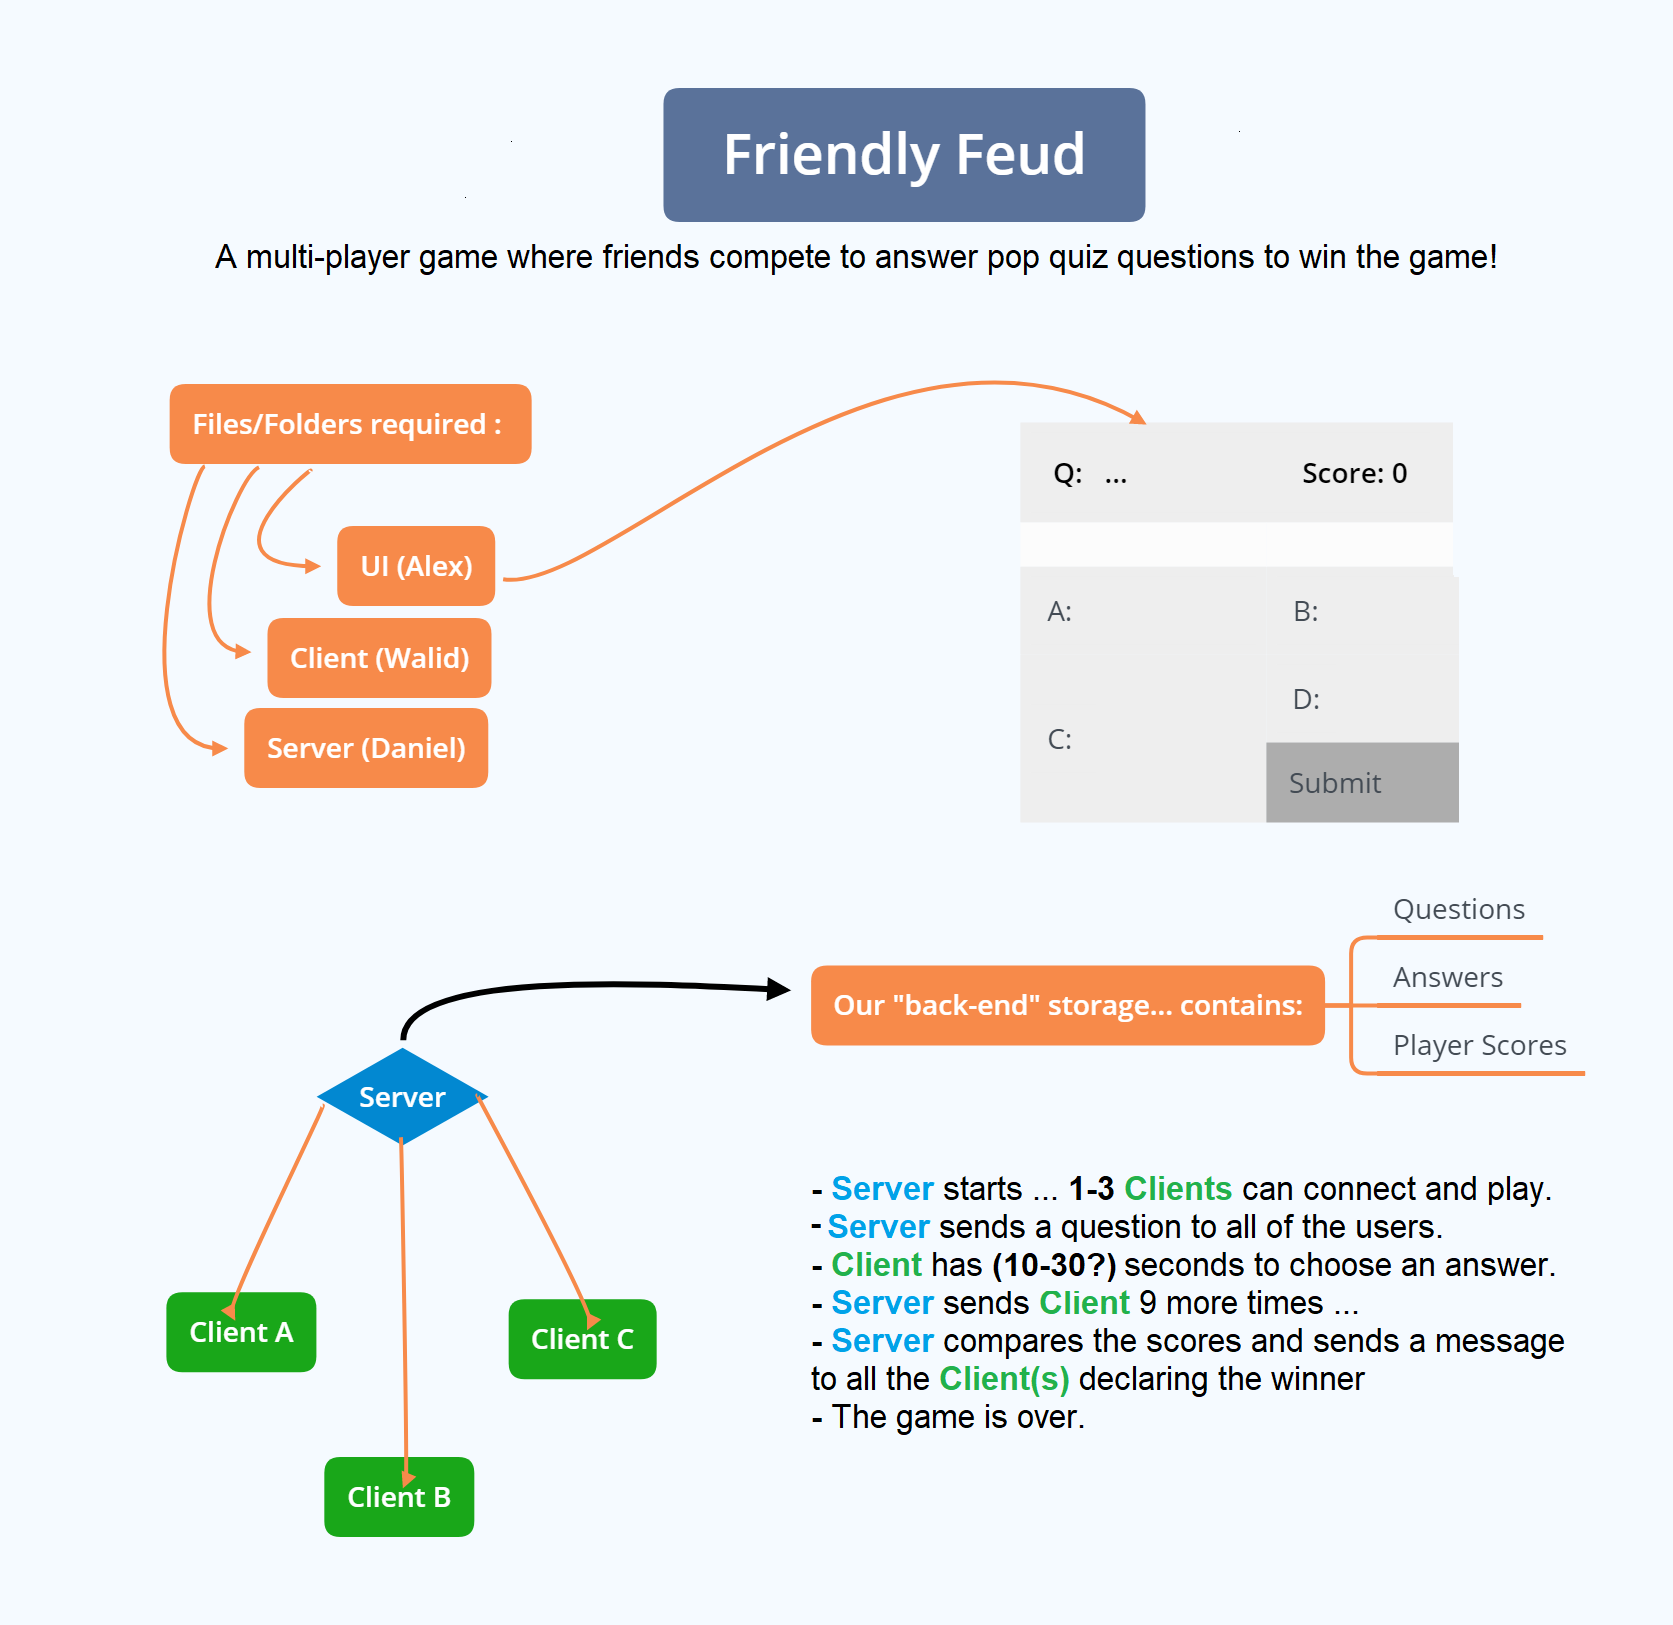 Friendly Feud
A multi-player game where friends compete to answer pop quiz questions to win the game!
Files/Folders required :
UI (Alex)
Client (Walid)
Server (Daniel)
Q: ... Score: 0
A: B:
D:
C:
Submit
Questions
Answers
Player Scores
Our "back-end" storage... contains:
Server
Client A
Client B
Client C
- Server starts ... 1-3 Clients can connect and play.
- Server sends a question to all of the users.
- Client has (10-30?) seconds to choose an answer.
- Server sends Client 9 more times ...
- Server compares the scores and sends a message
to all the Client(s) declaring the winner
- The game is over.